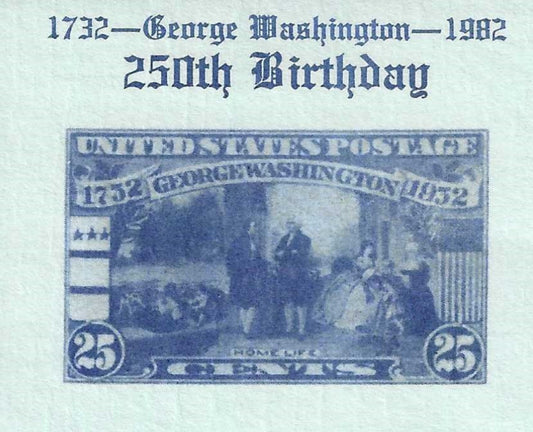 1732—George Washington—1982
250th Birthday
UNITED STATES POSTAGE
1732 GEORGE WASHINGTON 1932
HOME LIFE
25 CENTS 25